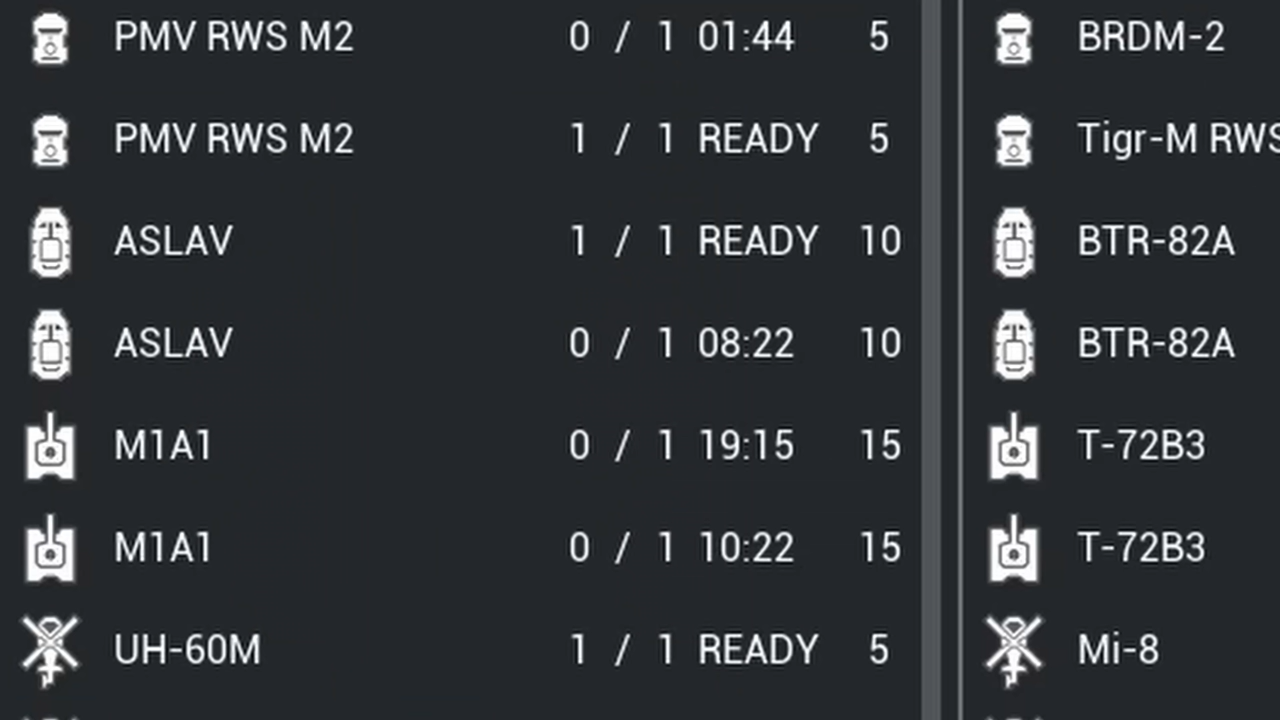 PMV RWS M2 0 / 1 01:44 5 BRDM-2
PMV RWS M2 1 / 1 READY 5 Tigr-M RWS
ASLAV 1 / 1 READY 10 BTR-82A
ASLAV 0 / 1 08:22 10 BTR-82A
M1A1 0 / 1 19:15 15 T-72B3
M1A1 0 / 1 10:22 15 T-72B3
UH-60M 1 / 1 READY 5 Mi-8